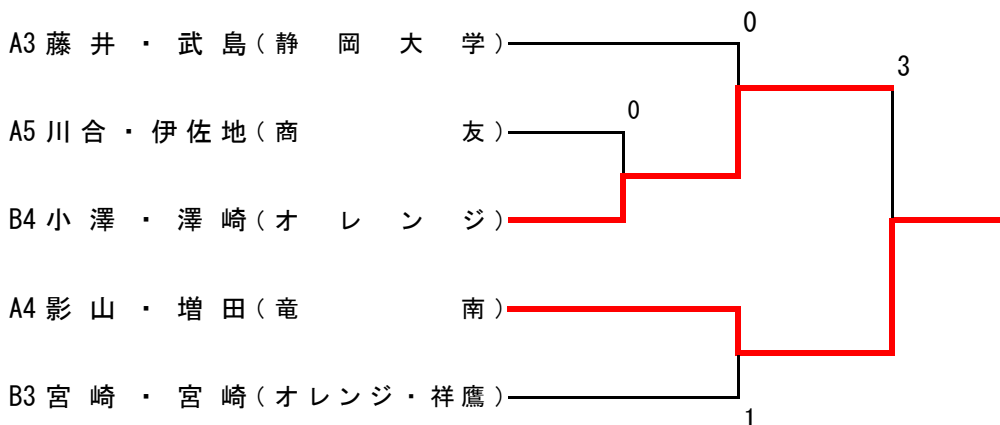 0
A3 藤井・武島(静岡大学)
3
A5 川合・伊佐地(商友)
0
B4 小澤・澤崎(オレンジ)
A4 影山・増田(竜南)
B3 宮崎・宮崎(オレンジ・祥鷹)
1